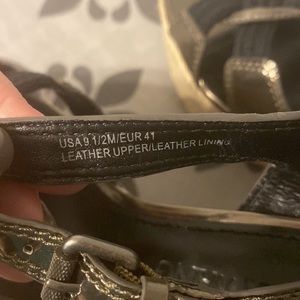 USA 9 1/2M/EUR 41
LEATHER UPPER/LEATHER LINING